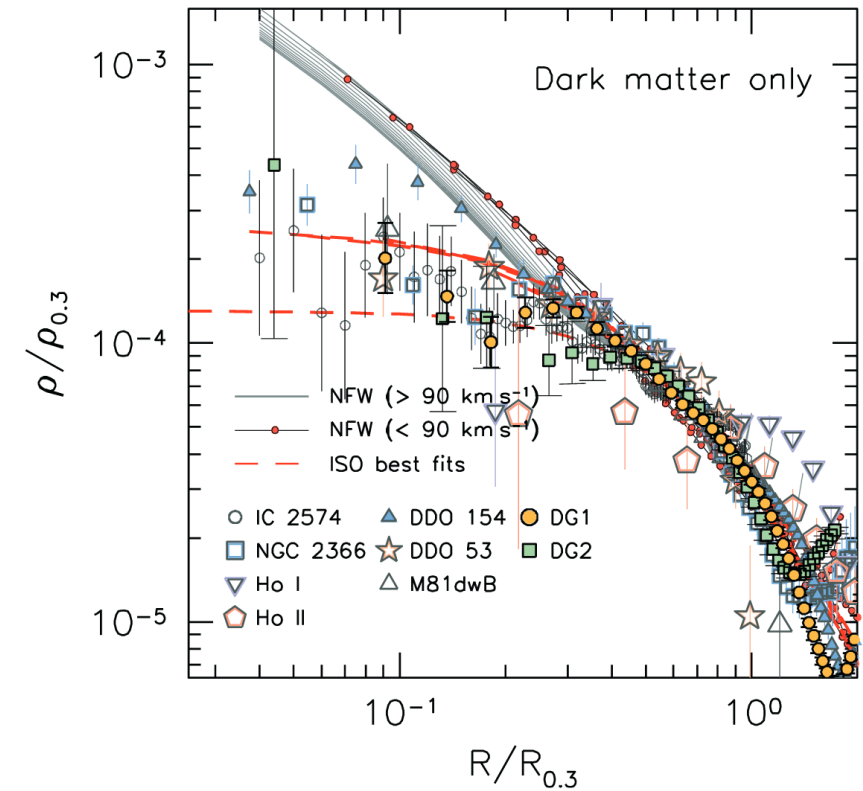 10⁻³
Dark matter only
ρ/ρ0.3
10⁻⁴
NFW (> 90 km s⁻¹)
NFW (< 90 km s⁻¹)
ISO best fits
IC 2574 DDO 154 DG1
NGC 2366 DDO 53 DG2
Ho I M81dwB
Ho II
10⁻⁵
10⁻¹ 10⁰
R/R0.3